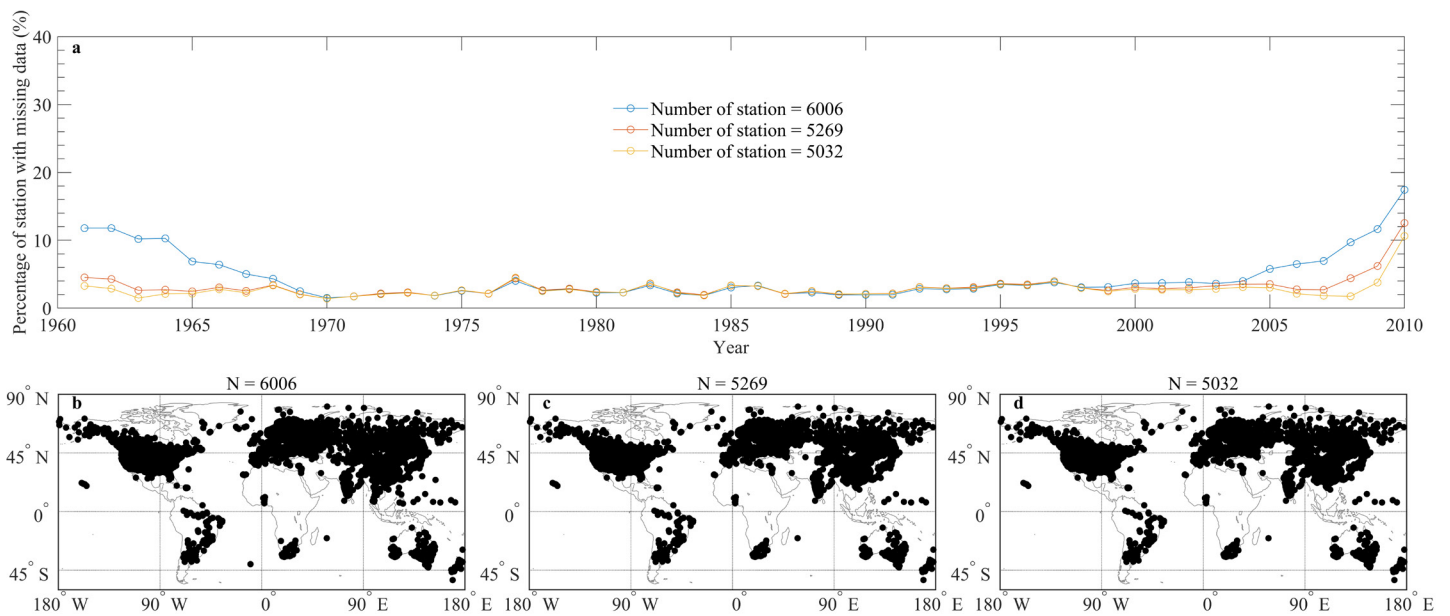 Percentage of station with missing data (%)
a
40
30
20
10
0
Number of station = 6006
Number of station = 5269
Number of station = 5032
1960 1965 1970 1975 1980 1985 1990 1995 2000 2005 2010
Year
N = 6006
b
90° N
45° N
0°
45° S
180° W 90° W 0° 90° E 180° E
N = 5269
c
90° N
45° N
0°
45° S
180° W 90° W 0° 90° E 180° E
N = 5032
d
90° N
45° N
0°
45° S
180° W 90° W 0° 90° E 180° E